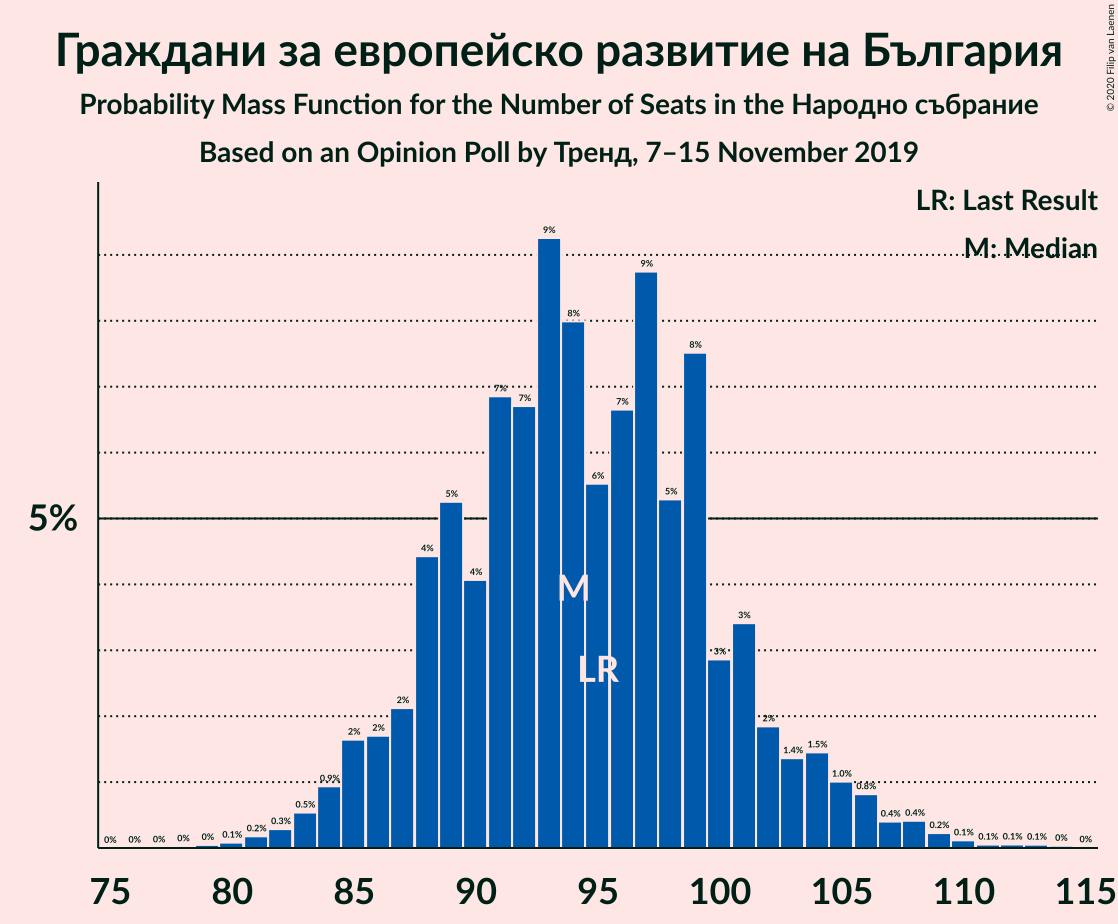 Граждани за европейско развитие на България
Probability Mass Function for the Number of Seats in the Народно събрание
Based on an Opinion Poll by Тренд, 7–15 November 2019
© 2020 Filip van Laenen
LR: Last Result
M: Median
5%
0% 0% 0% 0% 0% 0.1% 0.2% 0.3% 0.5% 0.9% 2% 2% 2% 4% 5% 4% 7% 7% 9% 8% 6% 7% 9% 5% 8% 3% 3% 2% 1.4% 1.5% 1.0% 0.8% 0.4% 0.4% 0.2% 0.1% 0.1% 0.1% 0.1% 0% 0%
M
LR
75 80 85 90 95 100 105 110 115